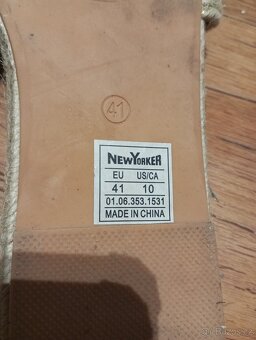 41
NEWYORKER
EU US/CA
41 10
01.06.353.1531
MADE IN CHINA